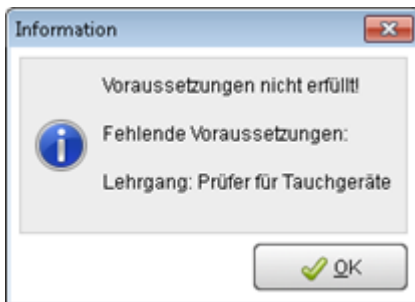 Information
Voraussetzungen nicht erfüllt!
Fehlende Voraussetzungen:
Lehrgang: Prüfer für Tauchgeräte
OK